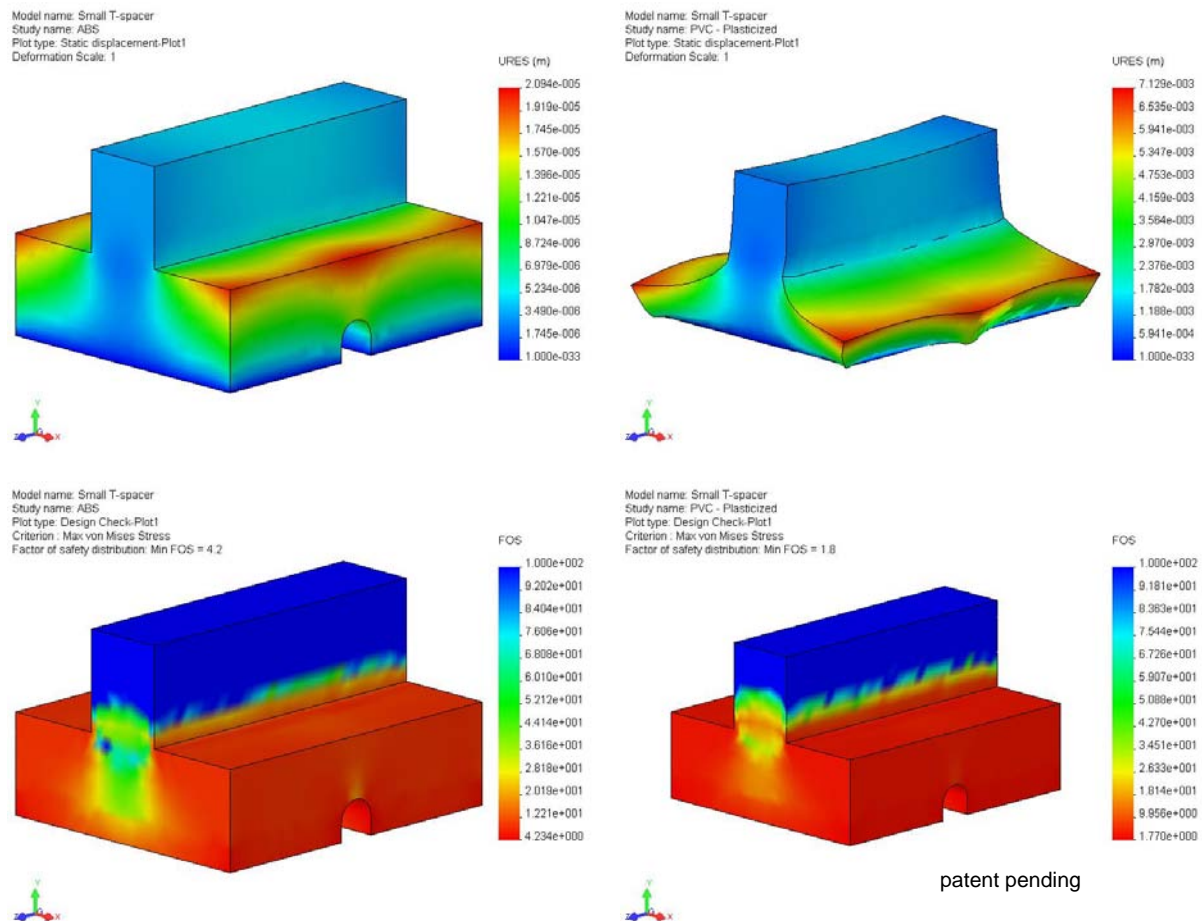 Model name: Small T-spacer
Study name: ABS
Plot type: Static displacement-Plot1
Deformation Scale: 1
URES (m)
2.094e-005
1.919e-005
1.745e-005
1.570e-005
1.396e-005
1.221e-005
1.047e-005
8.724e-006
6.979e-006
5.234e-006
3.490e-006
1.745e-006
1.000e-033
Y
Z
X
Model name: Small T-spacer
Study name: PVC - Plasticized
Plot type: Static displacement-Plot1
Deformation Scale: 1
URES (m)
7.129e-003
6.535e-003
5.941e-003
5.347e-003
4.753e-003
4.159e-003
3.564e-003
2.970e-003
2.376e-003
1.782e-003
1.188e-003
5.941e-004
1.000e-033
Y
Z
X
Model name: Small T-spacer
Study name: ABS
Plot type: Design Check-Plot1
Criterion : Max von Mises Stress
Factor of safety distribution: Min FOS = 4.2
FOS
1.000e+002
9.202e+001
8.404e+001
7.606e+001
6.808e+001
6.010e+001
5.212e+001
4.414e+001
3.616e+001
2.818e+001
2.019e+001
1.221e+001
4.234e+000
Y
Z
X
Model name: Small T-spacer
Study name: PVC - Plasticized
Plot type: Design Check-Plot1
Criterion : Max von Mises Stress
Factor of safety distribution: Min FOS = 1.8
FOS
1.000e+002
9.181e+001
8.363e+001
7.544e+001
6.726e+001
5.907e+001
5.088e+001
4.270e+001
3.451e+001
2.633e+001
1.814e+001
9.956e+000
1.770e+000
Y
Z
X
patent pending